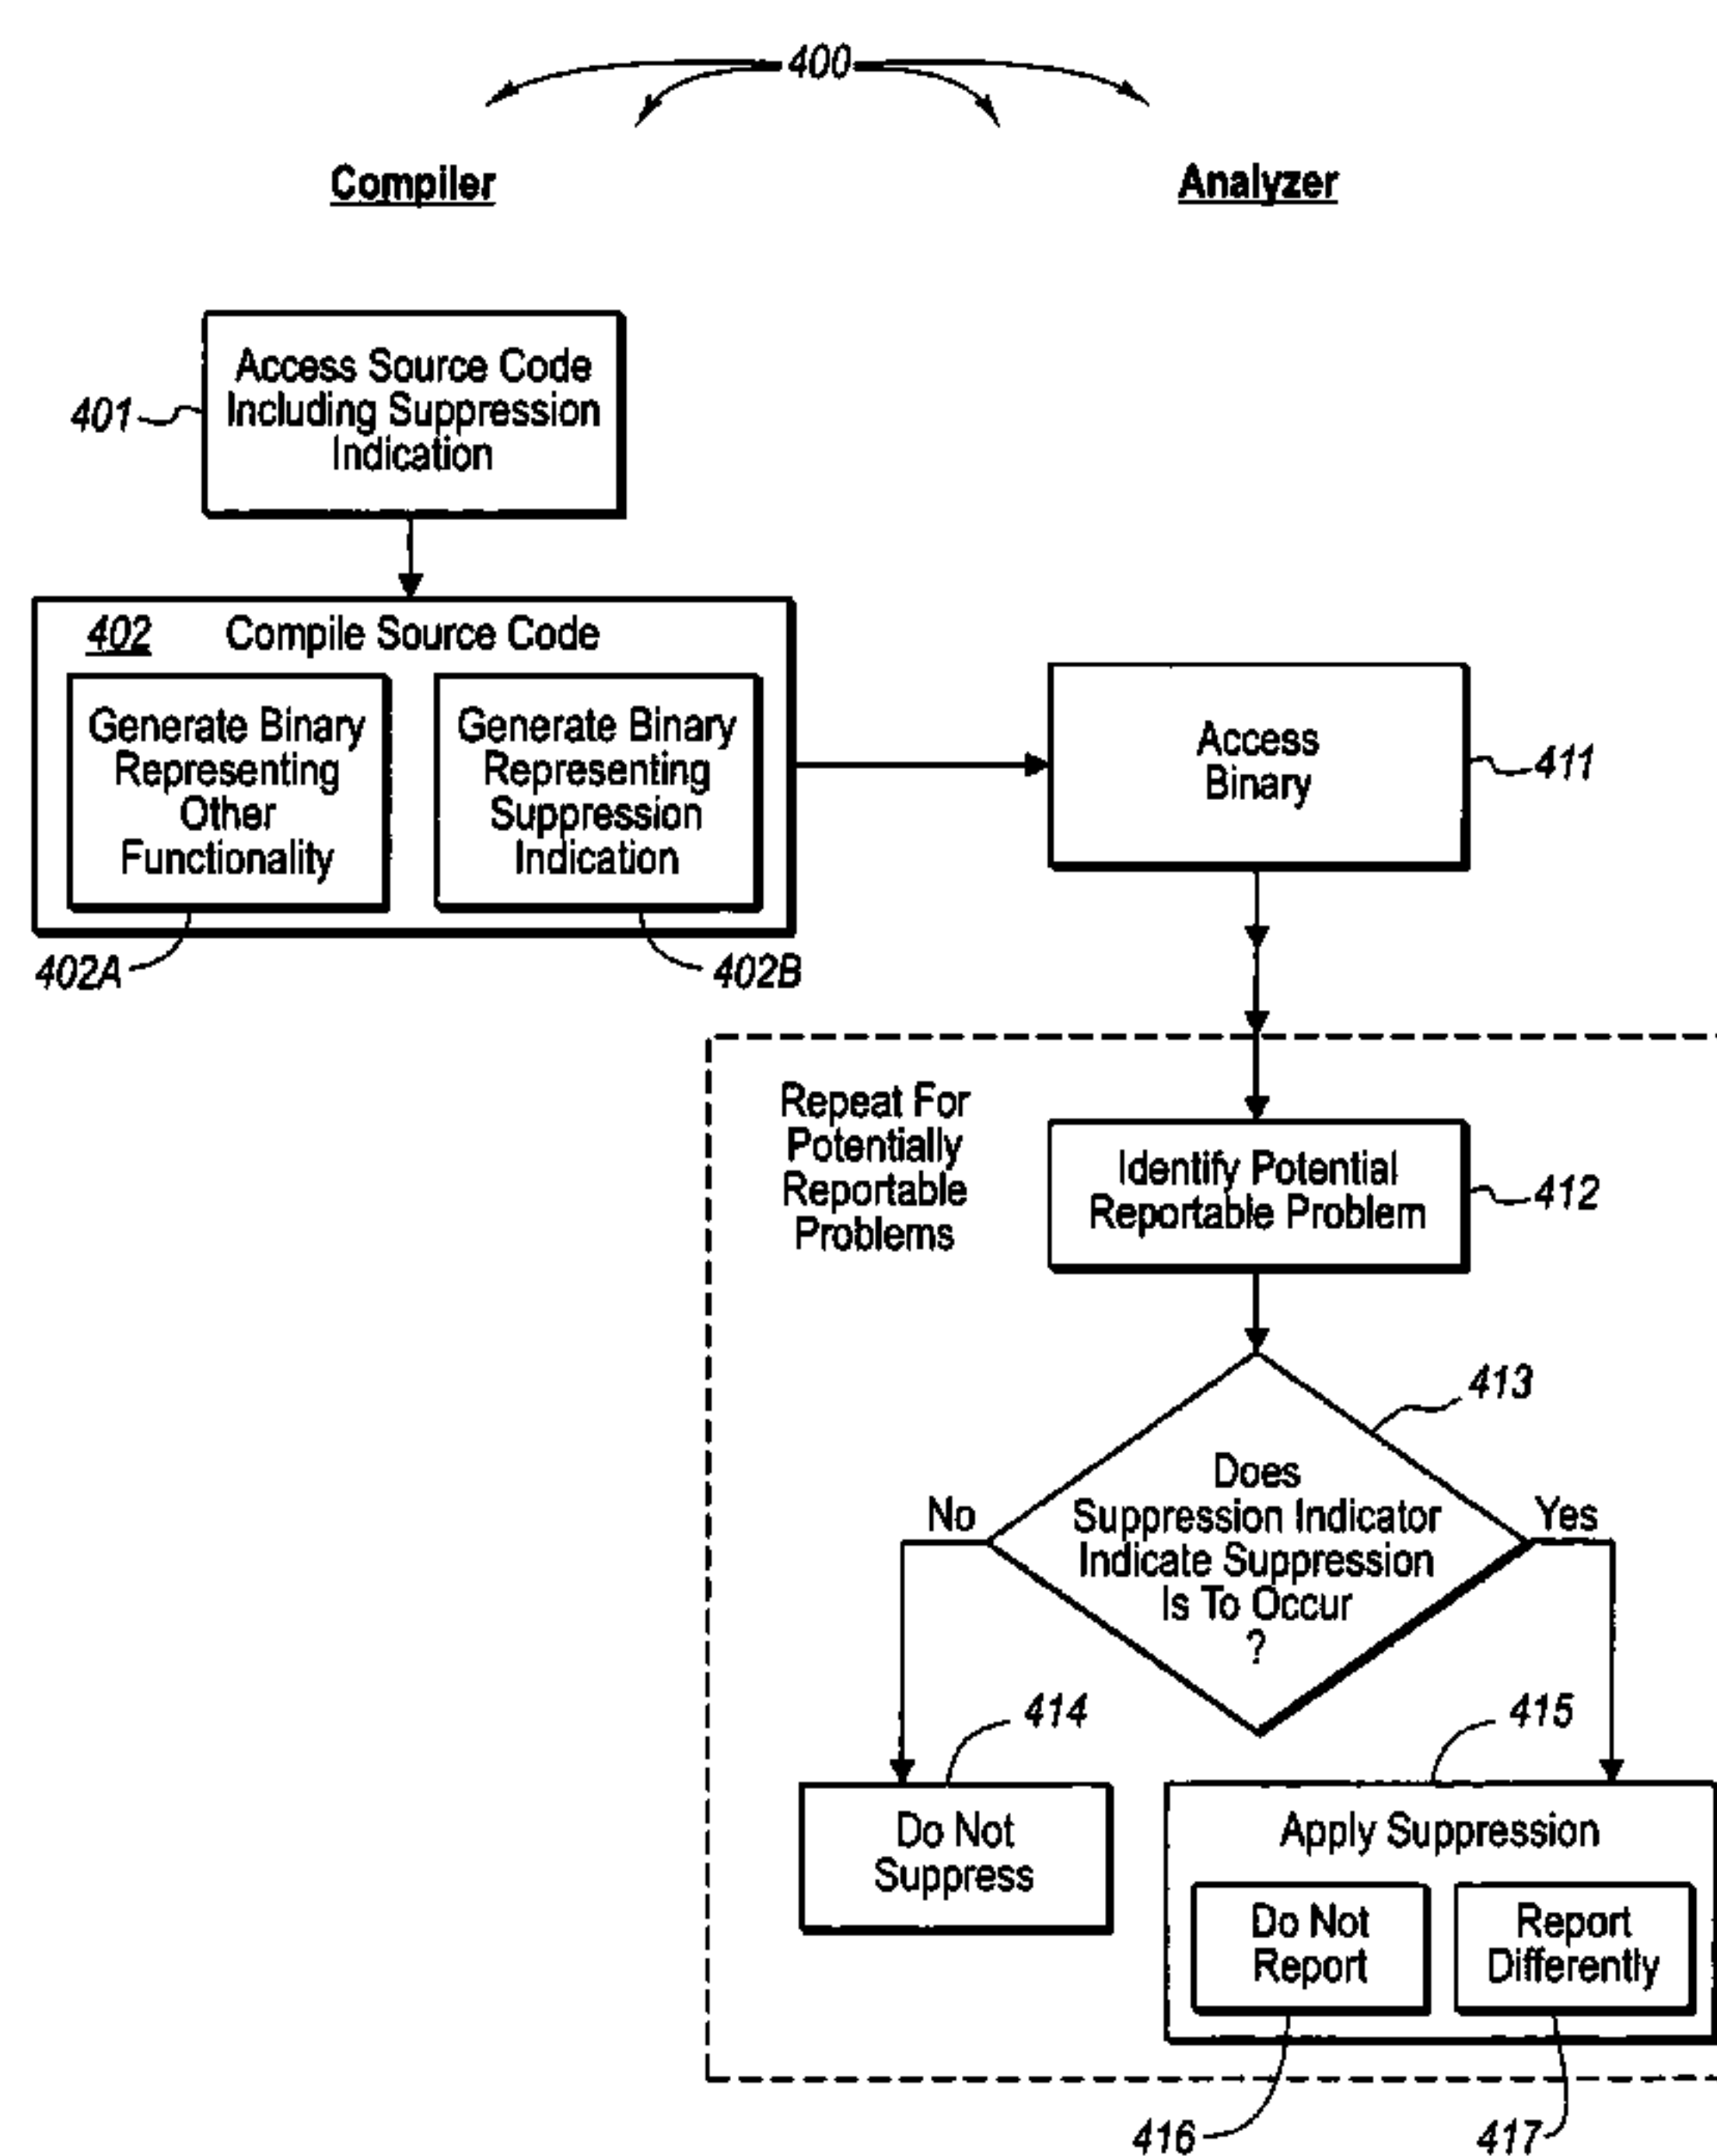 400
Compiler
Analyzer
Access Source Code
Including Suppression
Indication
401
402 Compile Source Code
Generate Binary
Representing
Other
Functionality
Generate Binary
Representing
Suppression
Indication
402A
402B
Access
Binary
411
Repeat For
Potentially
Reportable
Problems
Identify Potential
Reportable Problem
412
413
Does
Suppression Indicator
Indicate Suppression
Is To Occur
?
No
Yes
414
415
Do Not
Suppress
Apply Suppression
Do Not
Report
Report
Differently
416
417